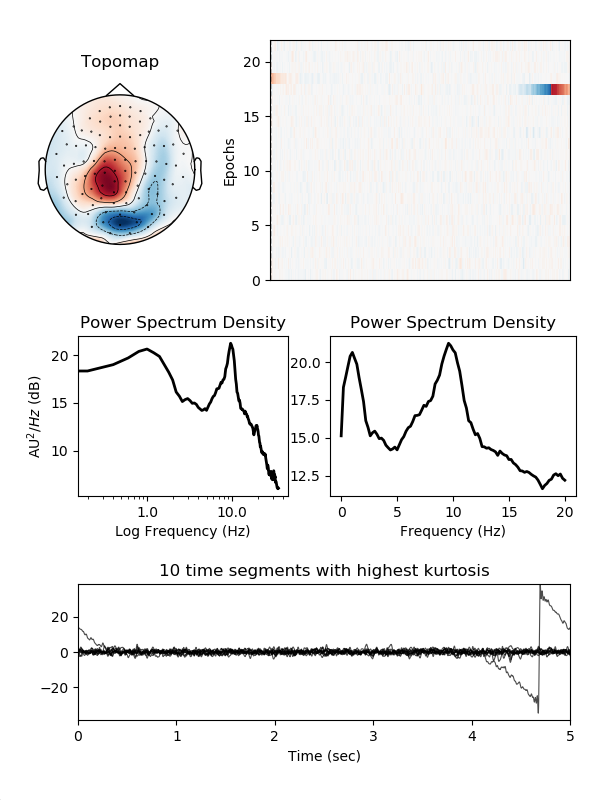 Topomap
20
15
10
5
0
Epochs
Power Spectrum Density
20
15
10
AU²/Hz (dB)
1.0 10.0
Log Frequency (Hz)
Power Spectrum Density
20.0
17.5
15.0
12.5
0 5 10 15 20
Frequency (Hz)
10 time segments with highest kurtosis
20
0
−20
0 1 2 3 4 5
Time (sec)